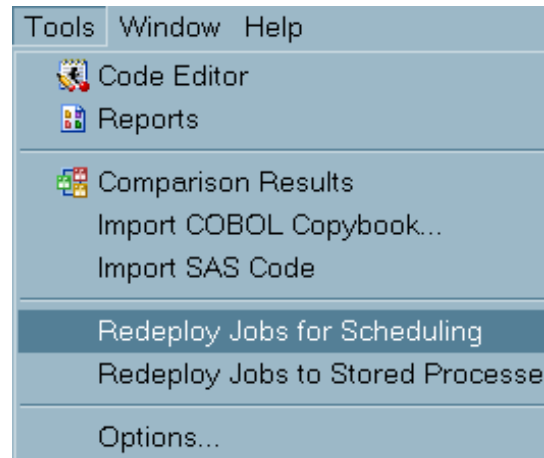 Tools Window Help
Code Editor
Reports
Comparison Results
Import COBOL Copybook...
Import SAS Code
Redeploy Jobs for Scheduling
Redeploy Jobs to Stored Processe
Options...